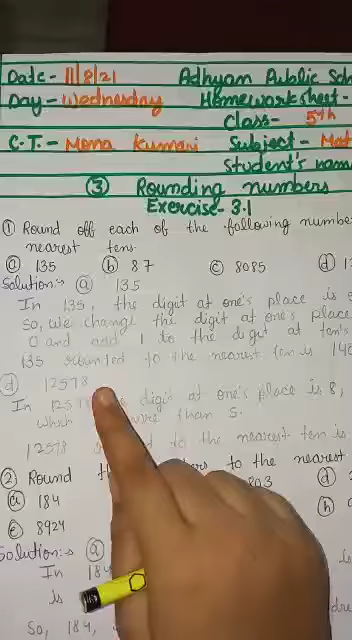 Date- 11/8/21 Adhyan Public Sch
Day- Wednesday Homeworksheet-
Class- 5th
C.T.- Mona Kumari Subject- Mat
Student's nam
③ Rounding numbers
Exercise- 3.1
① Round off each of the following numbe
nearest tens.
ⓐ 135 ⓑ 87 ⓒ 8085 ⓓ 1
Solution:- ⓐ 135
In 135, the digit at one's place is
So, we change the digit at one's place
0 and add 1 to the digit at ten's
135 rounded to the nearest ten is 140
ⓓ 12578
In 125 digit at one's place is 8,
which more than 5.
12578 to the nearest ten is
② Round to the nearest
ⓐ 184 ⓓ
ⓔ 8924 ⓗ
Solution:- ⓐ
In 184
is
So, 184,